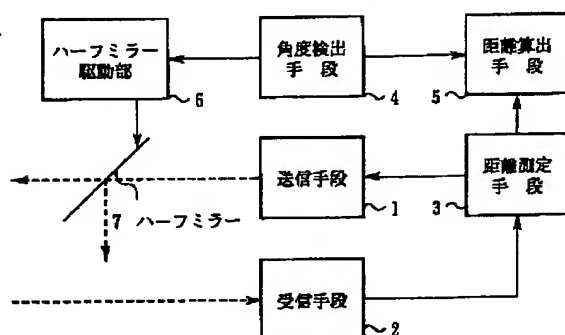 ハーフミラー
駆動部
6
角度検出
手 段
4
距離算出
手 段
5
送信手段
1
距離測定
手 段
3
7 ハーフミラー
受信手段
2